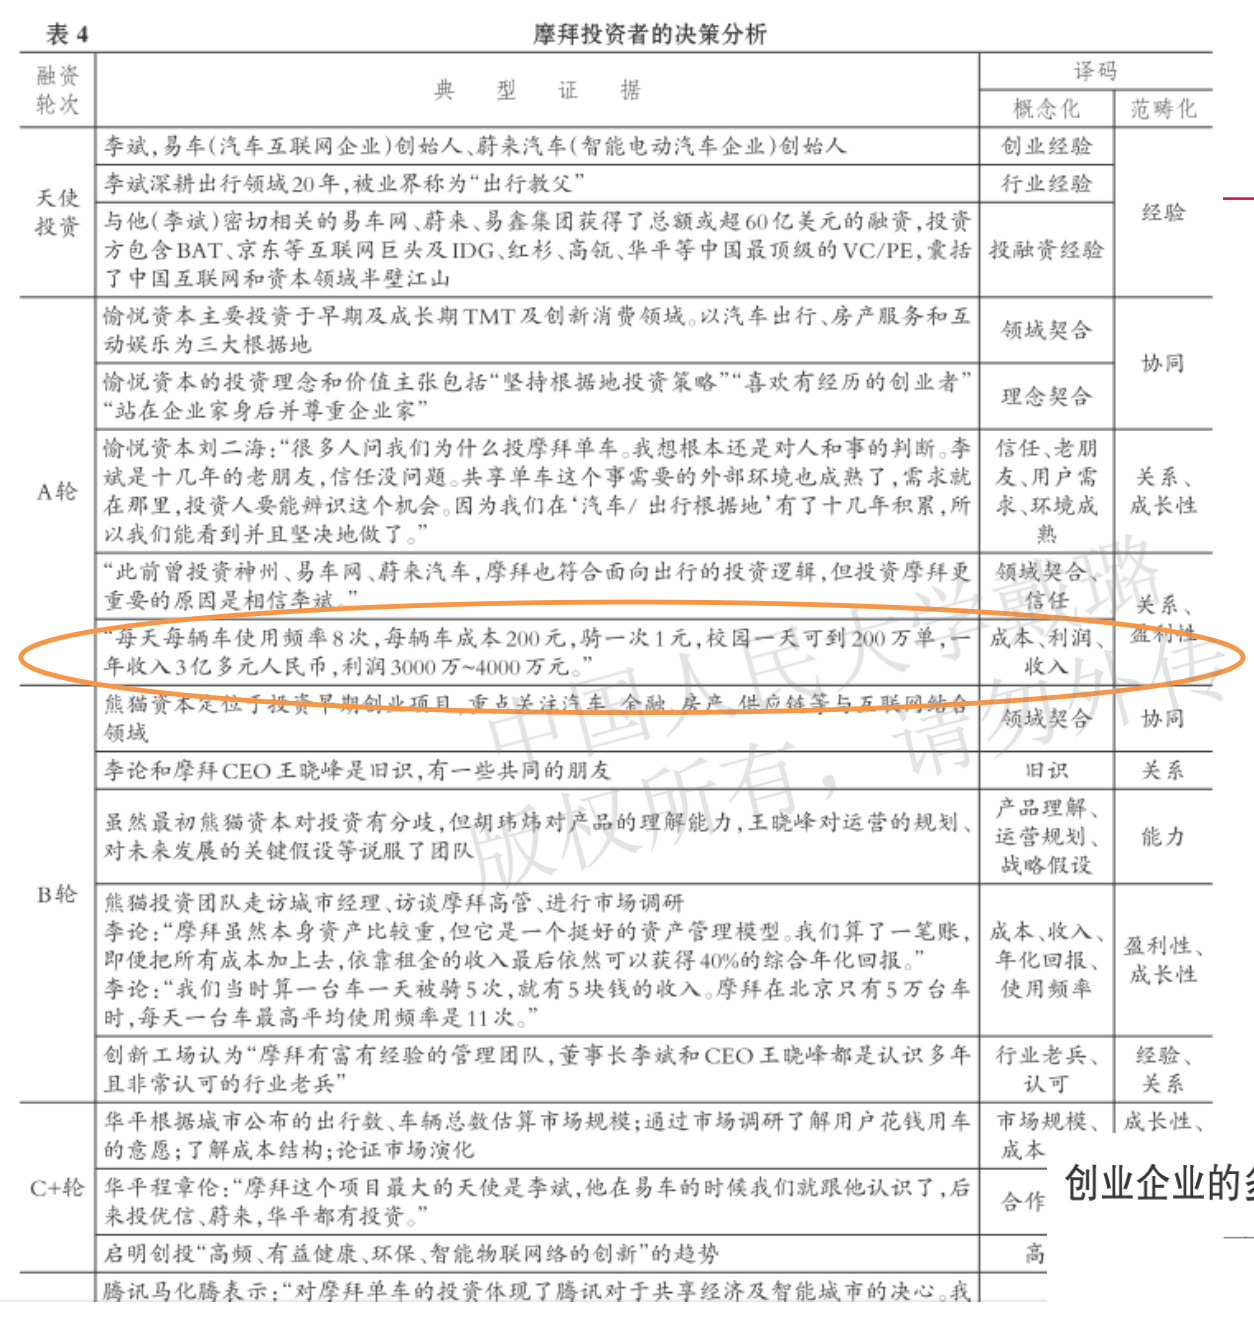 表 4 摩拜投资者的决策分析
融资
轮次
典 型 证 据
译码
概念化
范畴化
天使
投资
李斌,易车(汽车互联网企业)创始人、蔚来汽车(智能电动汽车企业)创始人
创业经验
李斌深耕出行领域20年,被业界称为“出行教父”
行业经验
与他(李斌)密切相关的易车网、蔚来、易鑫集团获得了总额或超60亿美元的融资,投资
方包含BAT、京东等互联网巨头及IDG、红杉、高瓴、华平等中国最顶级的VC/PE,囊括
了中国互联网和资本领域半壁江山
投融资经验
经验
A轮
愉悦资本主要投资于早期及成长期TMT及创新消费领域。以汽车出行、房产服务和互
动娱乐为三大根据地
领域契合
愉悦资本的投资理念和价值主张包括“坚持根据地投资策略”“喜欢有经历的创业者”
“站在企业家身后并尊重企业家”
理念契合
协同
愉悦资本刘二海:“很多人问我们为什么投摩拜单车。我想根本还是对人和事的判断。李
斌是十几年的老朋友,信任没问题。共享单车这个事需要的外部环境也成熟了,需求就
在那里,投资人要能辨识这个机会。因为我们在‘汽车/ 出行根据地’有了十几年积累,所
以我们能看到并且坚决地做了。”
信任、老朋
友、用户需
求、环境成
熟
关系、
成长性
“此前曾投资神州、易车网、蔚来汽车,摩拜也符合面向出行的投资逻辑,但投资摩拜更
重要的原因是相信李斌。”
领域契合、
信任
“每天每辆车使用频率8次,每辆车成本200元,骑一次1元,校园一天可到200万单,一
年收入3亿多元人民币,利润3000万~4000万元。”
成本、利润、
收入
关系、
盈利性
B轮
熊猫资本定位于投资早期创业项目,重点关注汽车、金融、房产、供应链等与互联网结合
领域
领域契合
协同
李论和摩拜CEO王晓峰是旧识,有一些共同的朋友
旧识
关系
虽然最初熊猫资本对投资有分歧,但胡玮炜对产品的理解能力,王晓峰对运营的规划、
对未来发展的关键假设等说服了团队
产品理解、
运营规划、
战略假设
能力
熊猫投资团队走访城市经理、访谈摩拜高管、进行市场调研
李论:“摩拜虽然本身资产比较重,但它是一个挺好的资产管理模型。我们算了一笔账,
即便把所有成本加上去,依靠租金的收入最后依然可以获得40%的综合年化回报。”
李论:“我们当时算一台车一天被骑5次,就有5块钱的收入。摩拜在北京只有5万台车
时,每天一台车最高平均使用频率是11次。”
成本、收入、
年化回报、
使用频率
盈利性、
成长性
创新工场认为“摩拜有富有经验的管理团队,董事长李斌和CEO王晓峰都是认识多年
且非常认可的行业老兵”
行业老兵、
认可
经验、
关系
C+轮
华平根据城市公布的出行数、车辆总数估算市场规模;通过市场调研了解用户花钱用车
的意愿;了解成本结构;论证市场演化
市场规模、
成本
成长性、
华平程章伦:“摩拜这个项目最大的天使是李斌,他在易车的时候我们就跟他认识了,后
来投优信、蔚来,华平都有投资。”
合作
启明创投“高频、有益健康、环保、智能物联网络的创新”的趋势
高
腾讯马化腾表示:“对摩拜单车的投资体现了腾讯对于共享经济及智能城市的决心。我
创业企业的
中国人民大学戴璐
版权所有，请勿外传